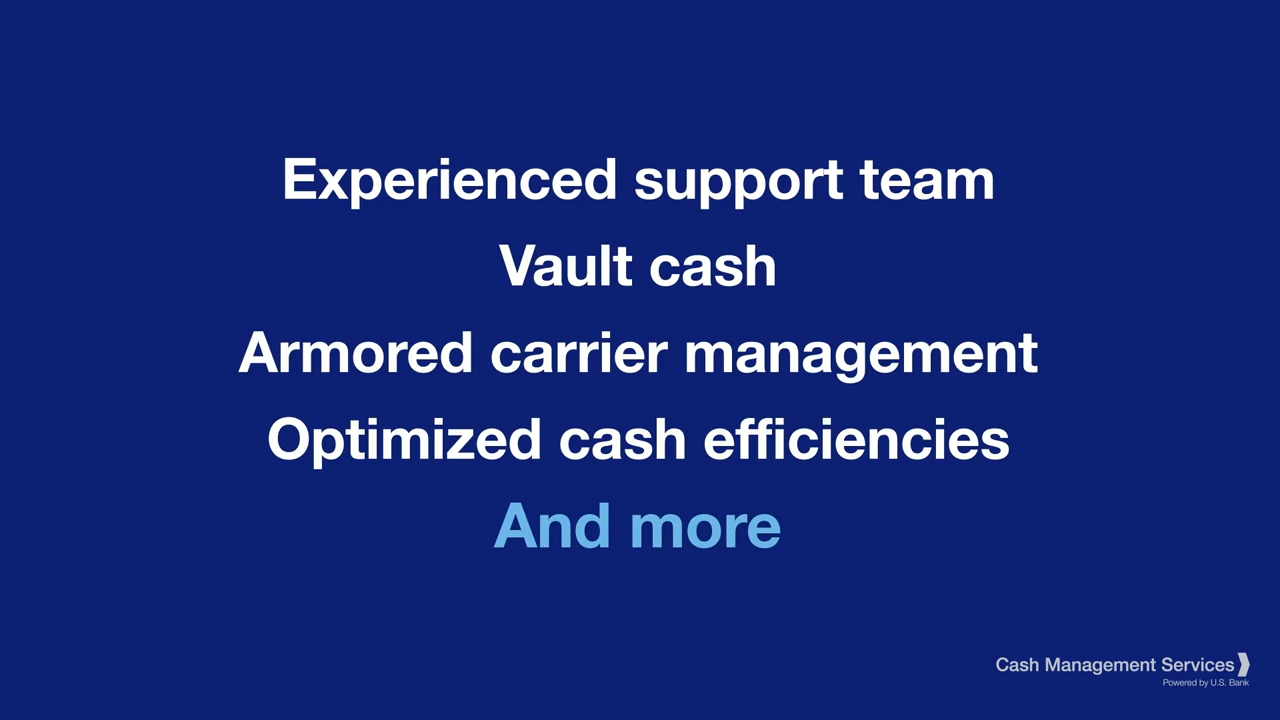 Experienced support team
Vault cash
Armored carrier management
Optimized cash efficiencies
And more
Cash Management Services
Powered by U.S. Bank